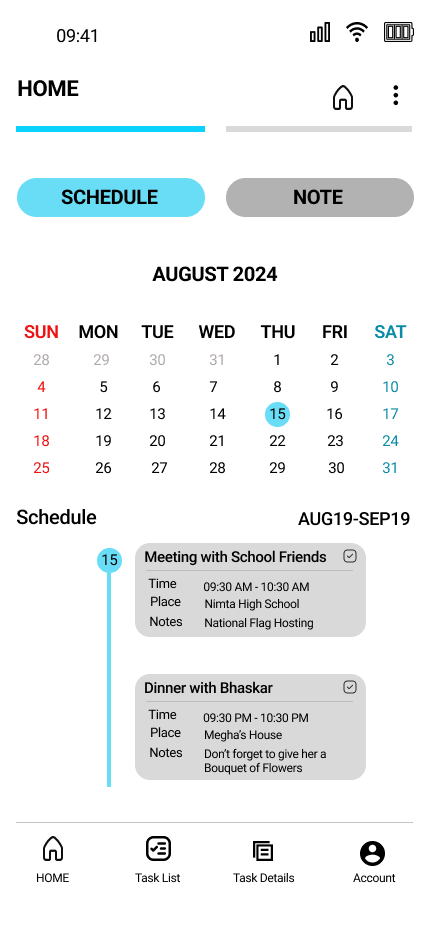 09:41
HOME
SCHEDULE NOTE
AUGUST 2024
SUN MON TUE WED THU FRI SAT
28 29 30 31 1 2 3
4 5 6 7 8 9 10
11 12 13 14 15 16 17
18 19 20 21 22 23 24
25 26 27 28 29 30 31
Schedule AUG19-SEP19
15 Meeting with School Friends
Time 09:30 AM - 10:30 AM
Place Nimta High School
Notes National Flag Hosting
Dinner with Bhaskar
Time 09:30 PM - 10:30 PM
Place Megha's House
Notes Don't forget to give her a
Bouquet of Flowers
HOME Task List Task Details Account